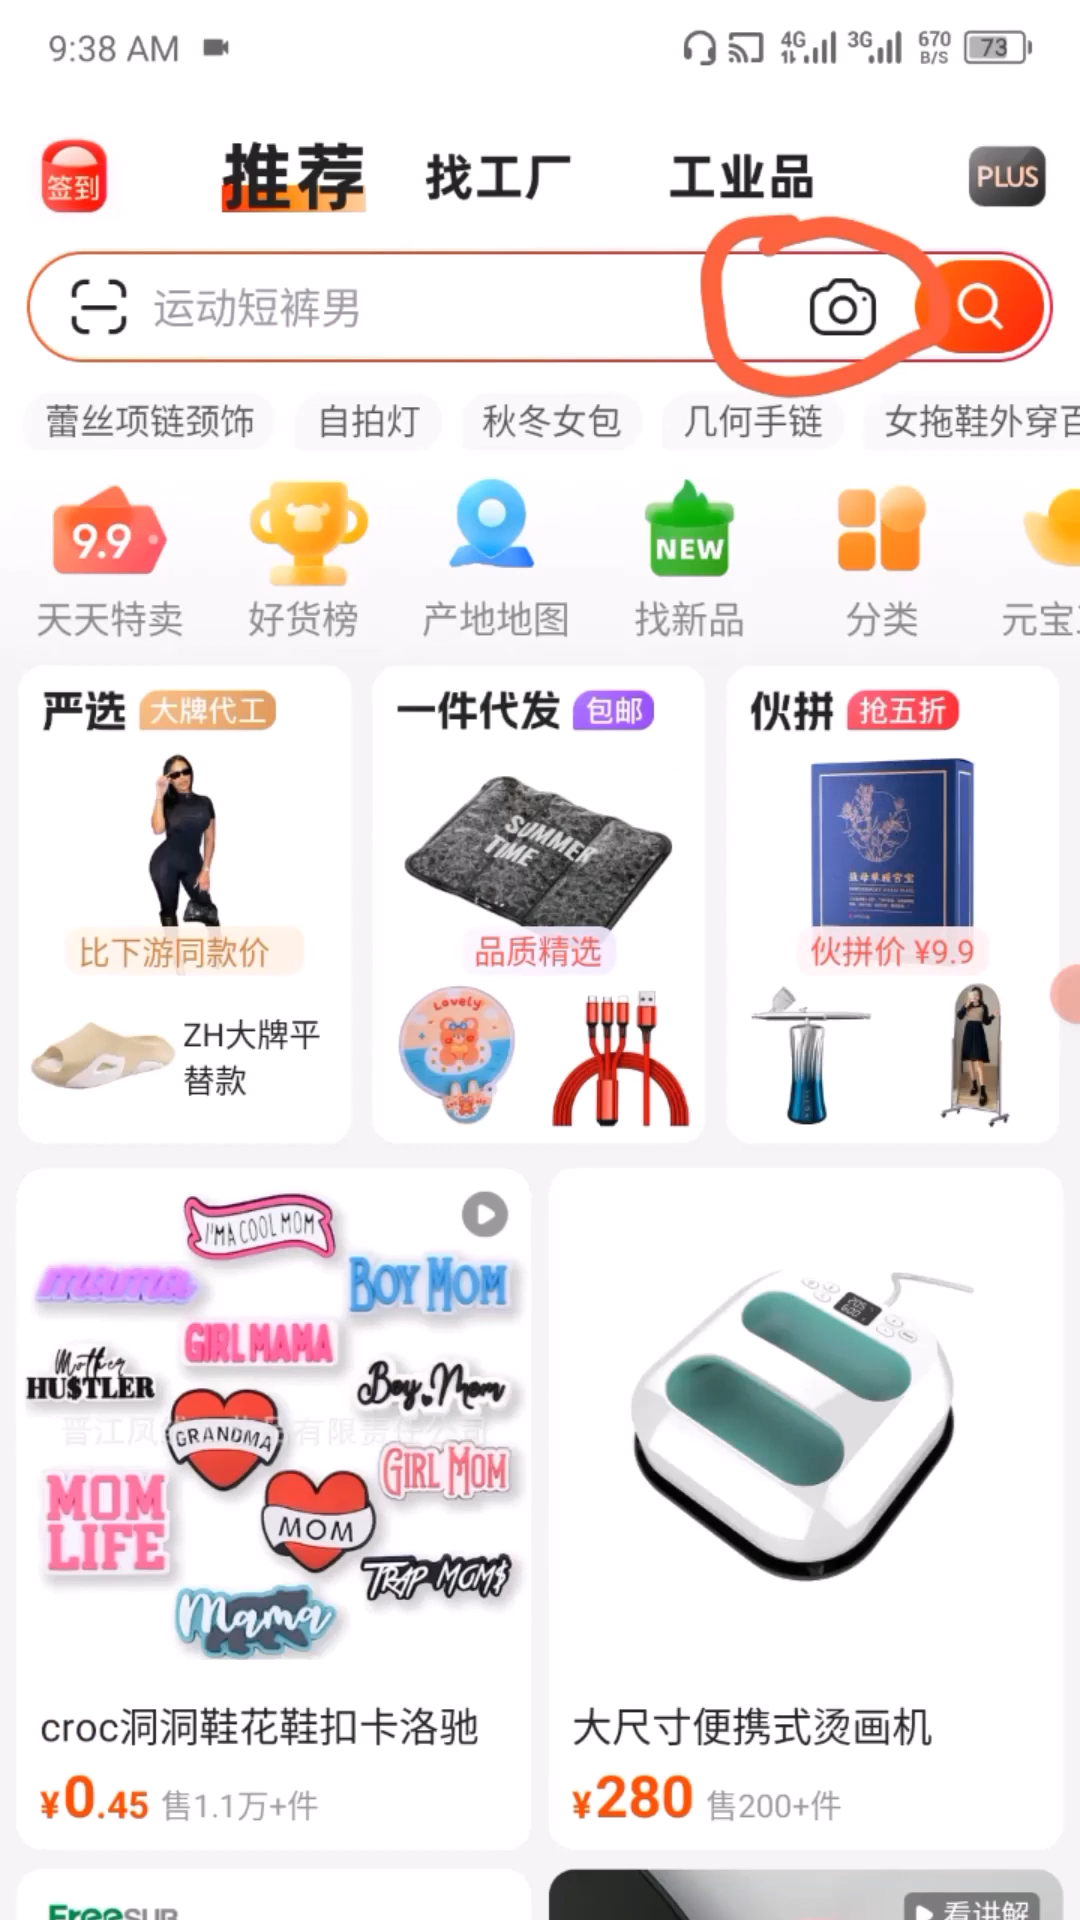 9:38 AM
4G 3G 670 B/S 73
签到 推荐 找工厂 工业品 PLUS
运动短裤男
蕾丝项链颈饰 自拍灯 秋冬女包 几何手链 女拖鞋外穿百
9.9 NEW
天天特卖 好货榜 产地地图 找新品 分类 元宝
严选 大牌代工 一件代发 包邮 伙拼 抢五折
SUMMER TIME
比下游同款价 品质精选 伙拼价 ¥9.9
Lovely
ZH大牌平
替款
I'M A COOL MOM
mama
BOY MOM
GIRL MAMA
Mother
HU$TLER
Boy Mom
GRANDMA
GIRL MOM
MOM
LIFE
MOM
TRAP MOM$
Mama
croc洞洞鞋花鞋扣卡洛驰
¥0.45 售1.1万+件
大尺寸便携式烫画机
¥280 售200+件
FreeSUB
看讲解